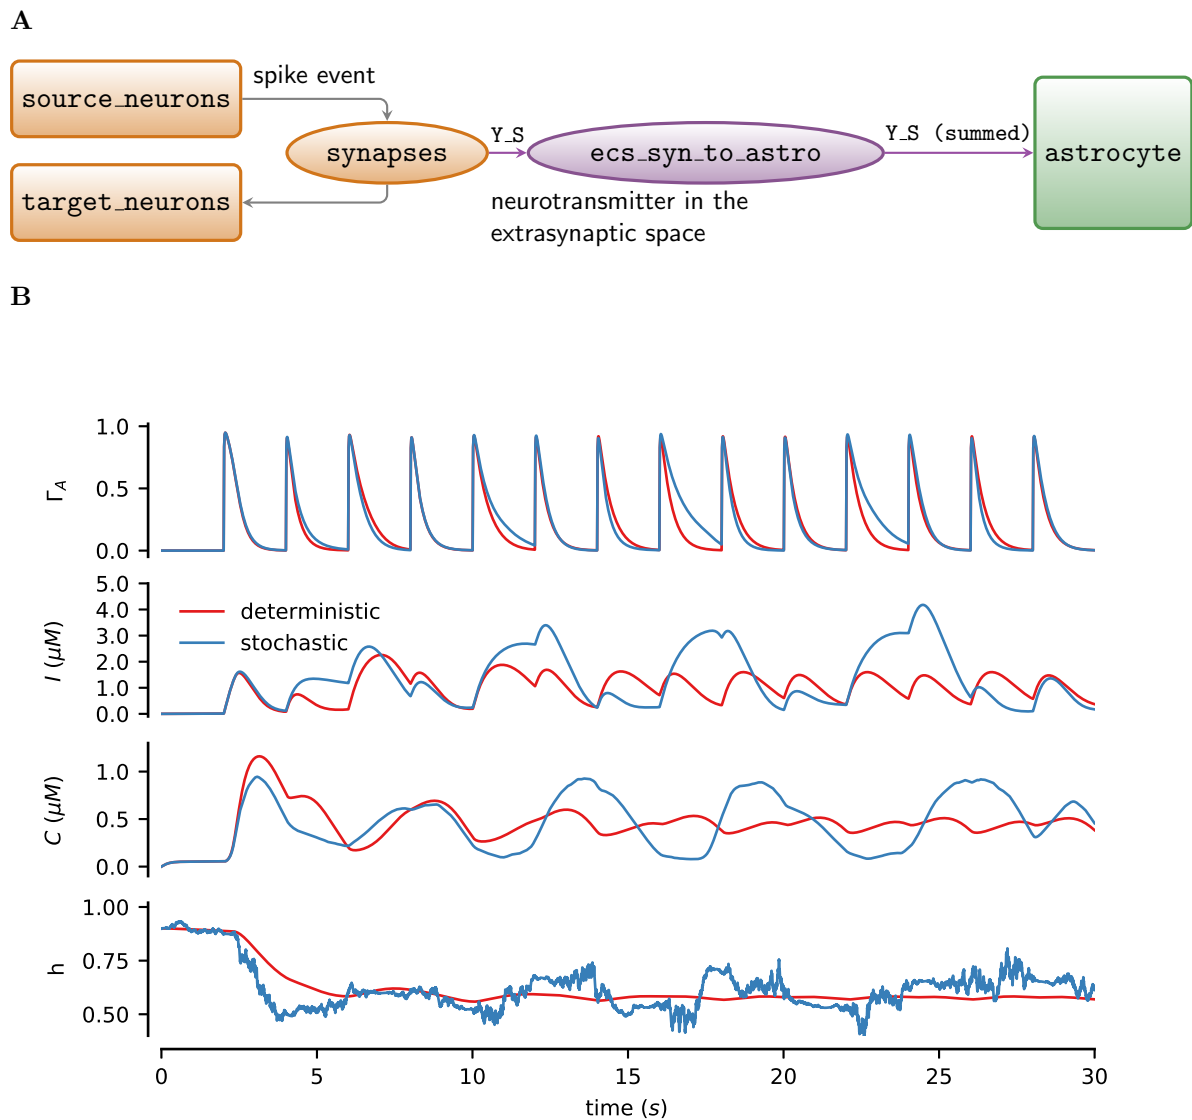 A
spike event
source_neurons
synapses
Y_S
ecs_syn_to_astro
Y_S (summed)
astrocyte
target_neurons
neurotransmitter in the
extrasynaptic space
B
1.0
0.5
0.0
Γ_A
5.0
4.0
3.0
2.0
1.0
0.0
I (μM)
deterministic
stochastic
1.0
0.5
0.0
C (μM)
1.00
0.75
0.50
h
0 5 10 15 20 25 30
time (s)